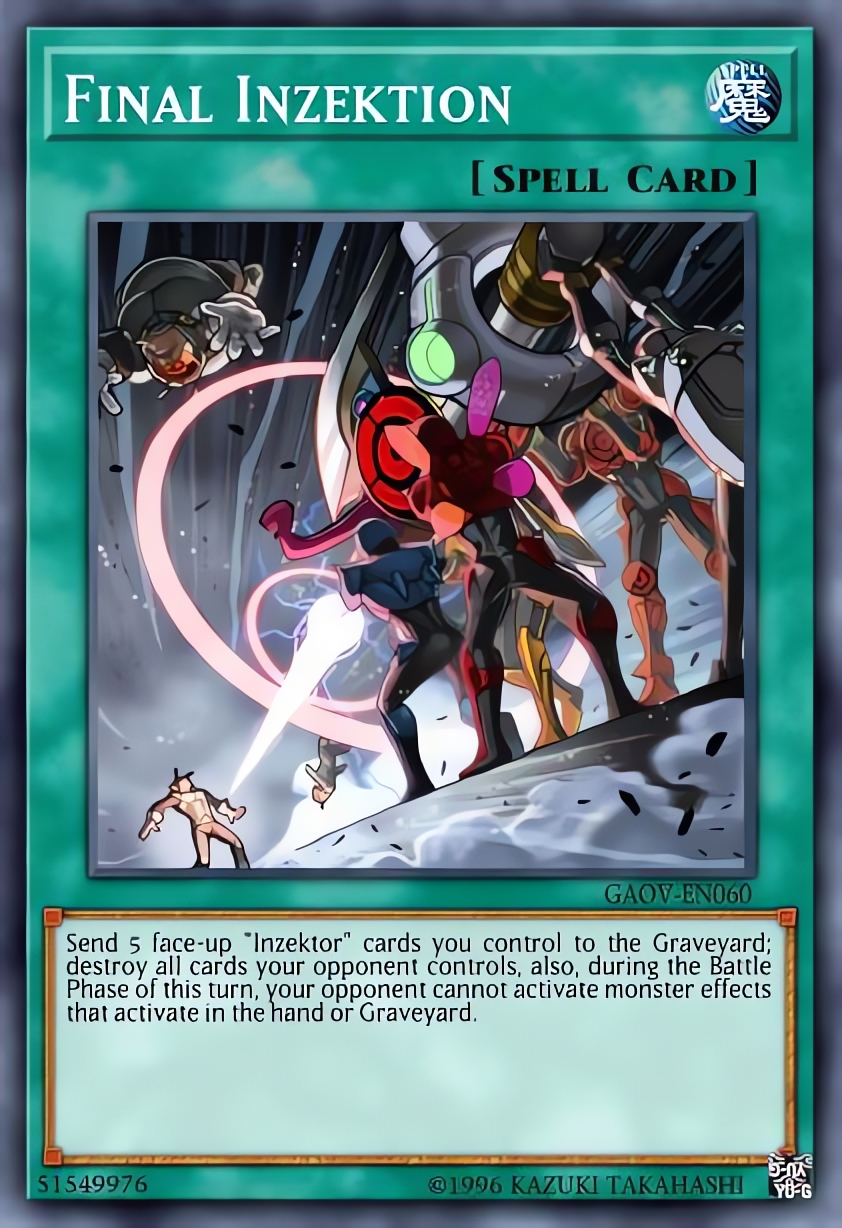 FINAL INZEKTION
魔
[SPELL CARD]
GAOV-EN060
Send 5 face-up "Inzektor" cards you control to the Graveyard;
destroy all cards your opponent controls, also, during the Battle
Phase of this turn, your opponent cannot activate monster effects
that activate in the hand or Graveyard.
51549976
©1996 KAZUKI TAKAHASHI